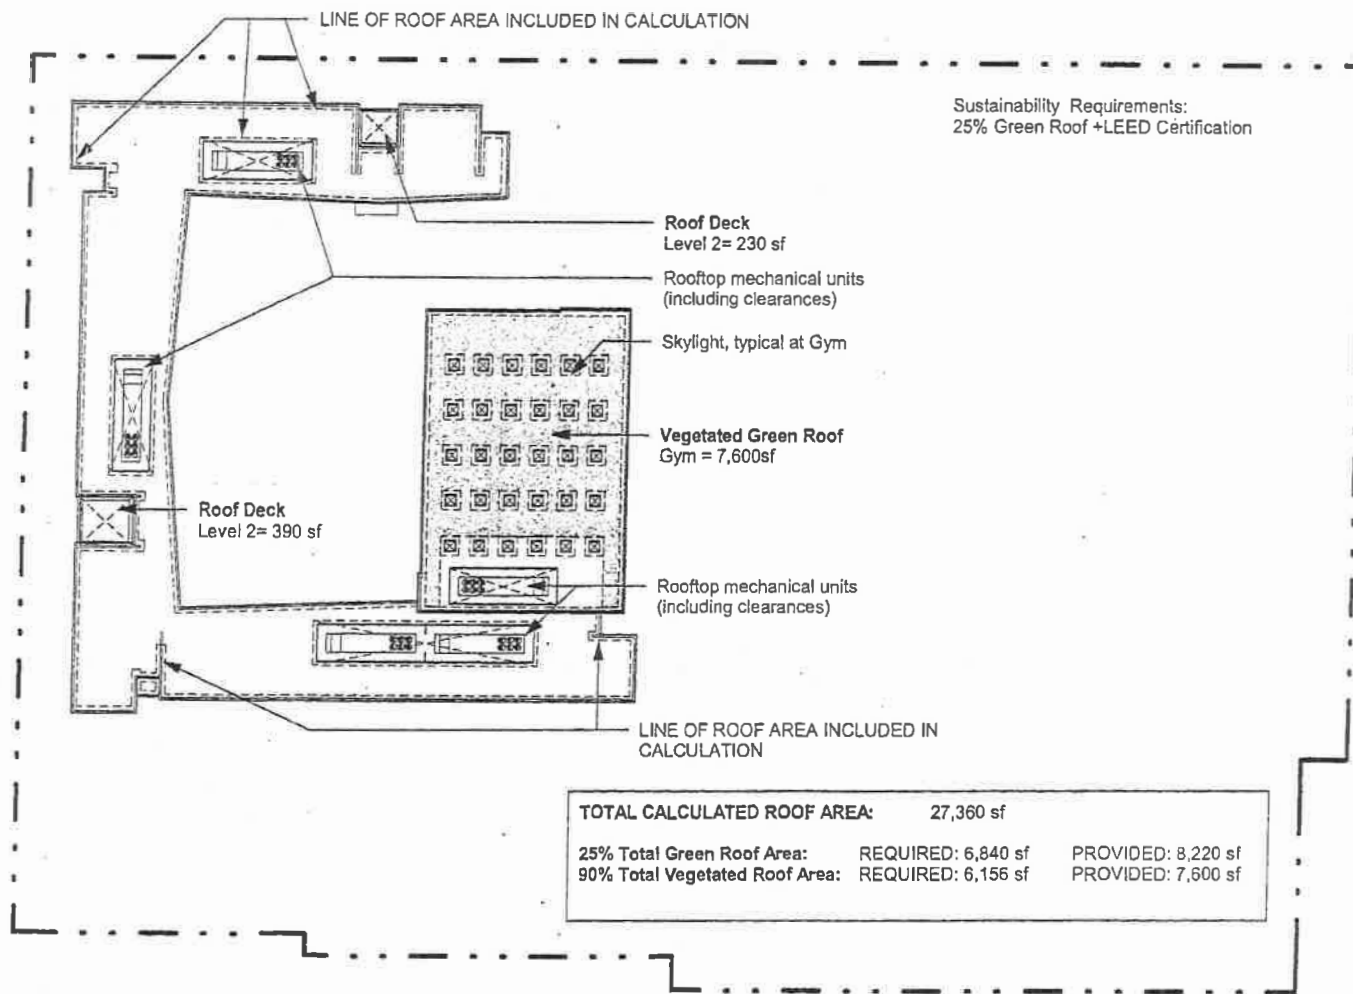 LINE OF ROOF AREA INCLUDED IN CALCULATION
Sustainability Requirements:
25% Green Roof +LEED Certification
Roof Deck
Level 2= 230 sf
Rooftop mechanical units
(including clearances)
Skylight, typical at Gym
Vegetated Green Roof
Gym = 7,600sf
Roof Deck
Level 2= 390 sf
Rooftop mechanical units
(including clearances)
LINE OF ROOF AREA INCLUDED IN
CALCULATION
TOTAL CALCULATED ROOF AREA: 27,360 sf
25% Total Green Roof Area: REQUIRED: 6,840 sf PROVIDED: 8,220 sf
90% Total Vegetated Roof Area: REQUIRED: 6,156 sf PROVIDED: 7,600 sf